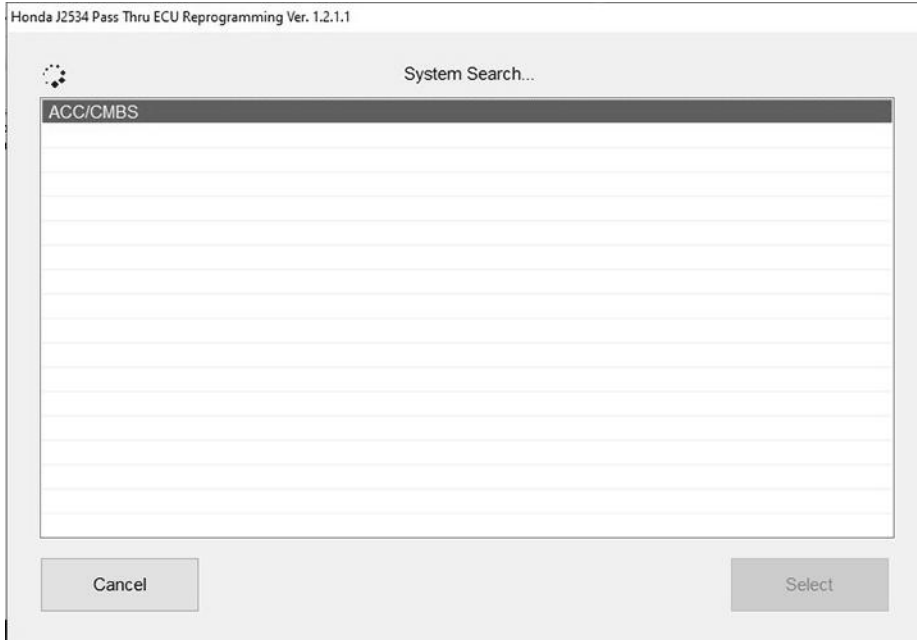 Honda J2534 Pass Thru ECU Reprogramming Ver. 1.2.1.1
System Search...
ACC/CMBS
Cancel
Select